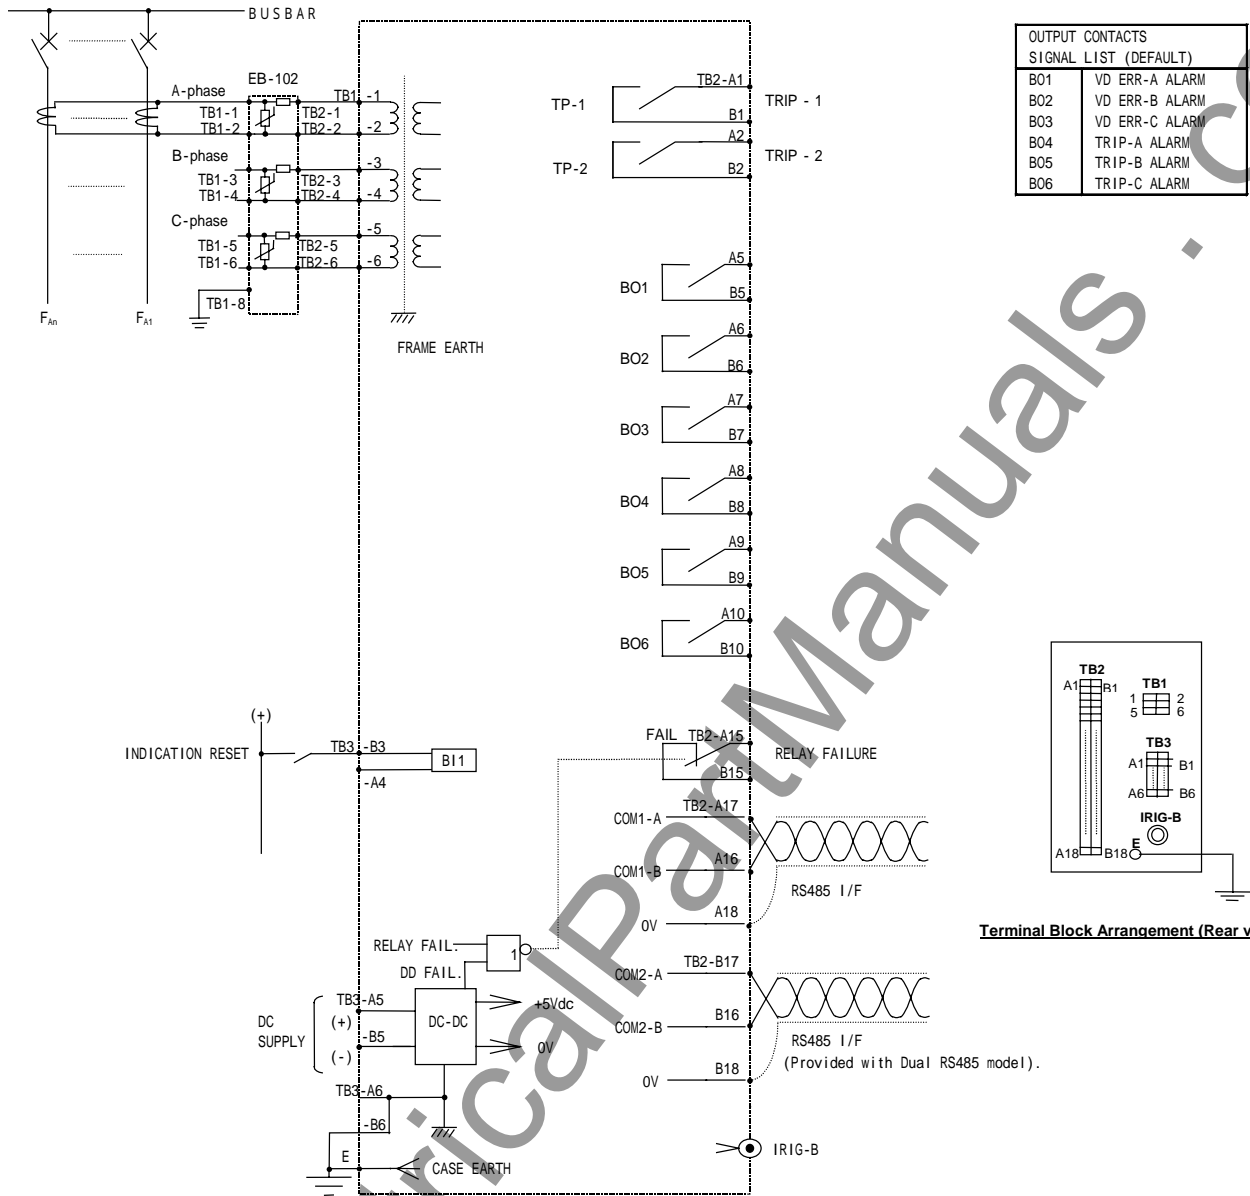 BUSBAR
EB-102
A-phase
TB1-1
TB1-2
TB2-1
TB2-2
TB1
-1
-2
B-phase
TB1-3
TB1-4
TB2-3
TB2-4
-3
-4
C-phase
TB1-5
TB1-6
TB2-5
TB2-6
-5
-6
TB1-8
FAn
FA1
FRAME EARTH
TP-1
TB2-A1
B1
TRIP - 1
TP-2
A2
B2
TRIP - 2
BO1
A5
B5
BO2
A6
B6
BO3
A7
B7
BO4
A8
B8
BO5
A9
B9
BO6
A10
B10
OUTPUT CONTACTS
SIGNAL LIST (DEFAULT)
BO1 VD ERR-A ALARM
BO2 VD ERR-B ALARM
BO3 VD ERR-C ALARM
BO4 TRIP-A ALARM
BO5 TRIP-B ALARM
BO6 TRIP-C ALARM
(+)
INDICATION RESET
TB3
-B3
-A4
BI1
FAIL
TB2-A15
B15
RELAY FAILURE
COM1-A
TB2-A17
COM1-B
A16
0V
A18
RS485 I/F
COM2-A
TB2-B17
COM2-B
B16
0V
B18
RS485 I/F
(Provided with Dual RS485 model).
IRIG-B
RELAY FAIL.
DD FAIL.
1
DC
SUPPLY
TB3-A5
(+)
-B5
(-)
DC-DC
+5Vdc
0V
TB3-A6
-B6
E
CASE EARTH
TB2
A1
B1
A18
B18
TB1
1
2
5
6
TB3
A1
B1
A6
B6
IRIG-B
E
Terminal Block Arrangement (Rear v
ricalPartManuals . c